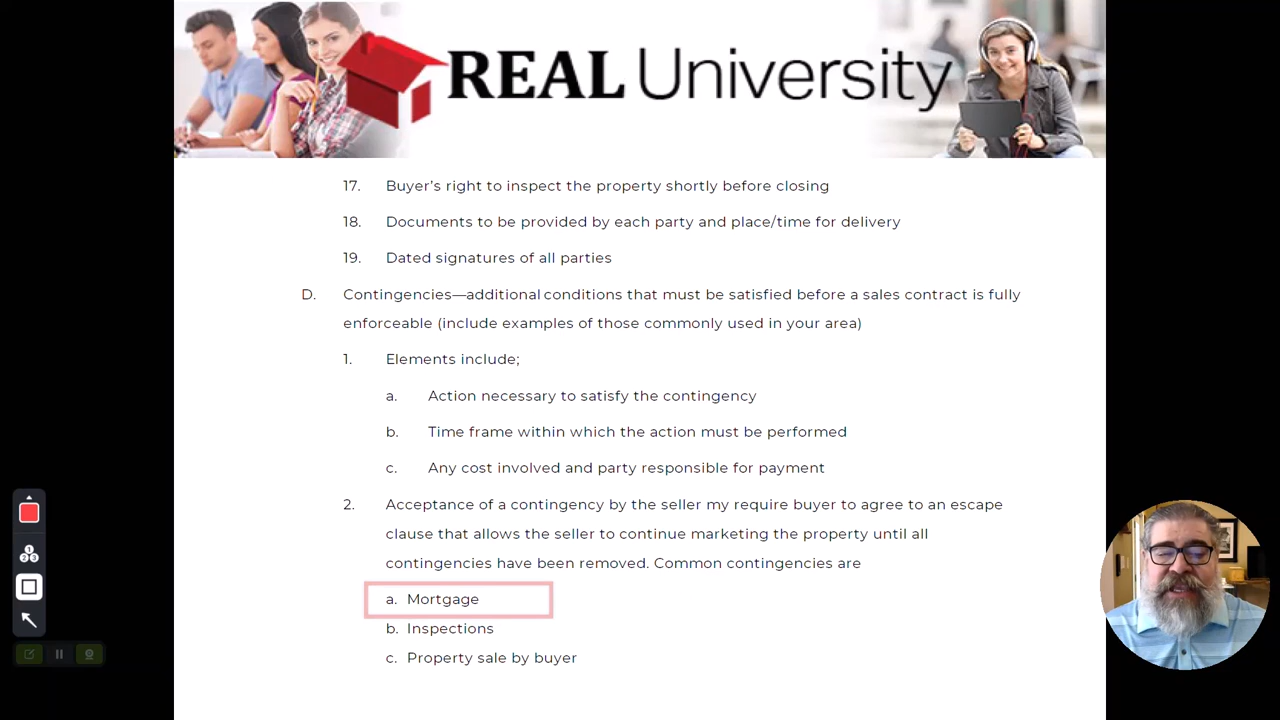 REAL University
17. Buyer’s right to inspect the property shortly before closing
18. Documents to be provided by each party and place/time for delivery
19. Dated signatures of all parties
D. Contingencies—additional conditions that must be satisfied before a sales contract is fully
enforceable (include examples of those commonly used in your area)
1. Elements include;
a. Action necessary to satisfy the contingency
b. Time frame within which the action must be performed
c. Any cost involved and party responsible for payment
2. Acceptance of a contingency by the seller my require buyer to agree to an escape
clause that allows the seller to continue marketing the property until all
contingencies have been removed. Common contingencies are
a. Mortgage
b. Inspections
c. Property sale by buyer